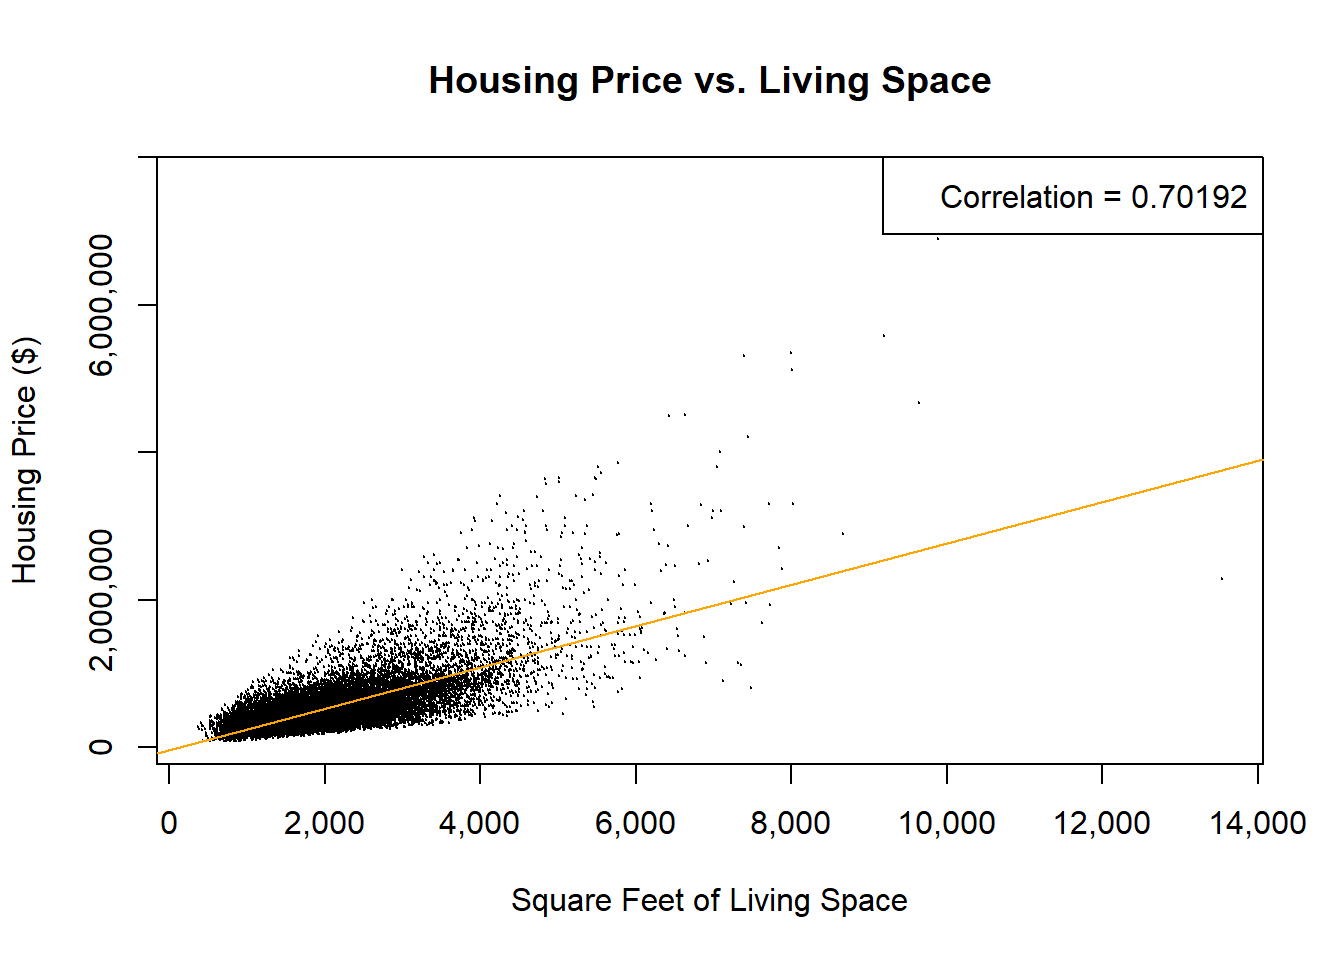 Housing Price vs. Living Space
Correlation = 0.70192
Housing Price ($)
6,000,000
2,000,000
0
0 2,000 4,000 6,000 8,000 10,000 12,000 14,000
Square Feet of Living Space